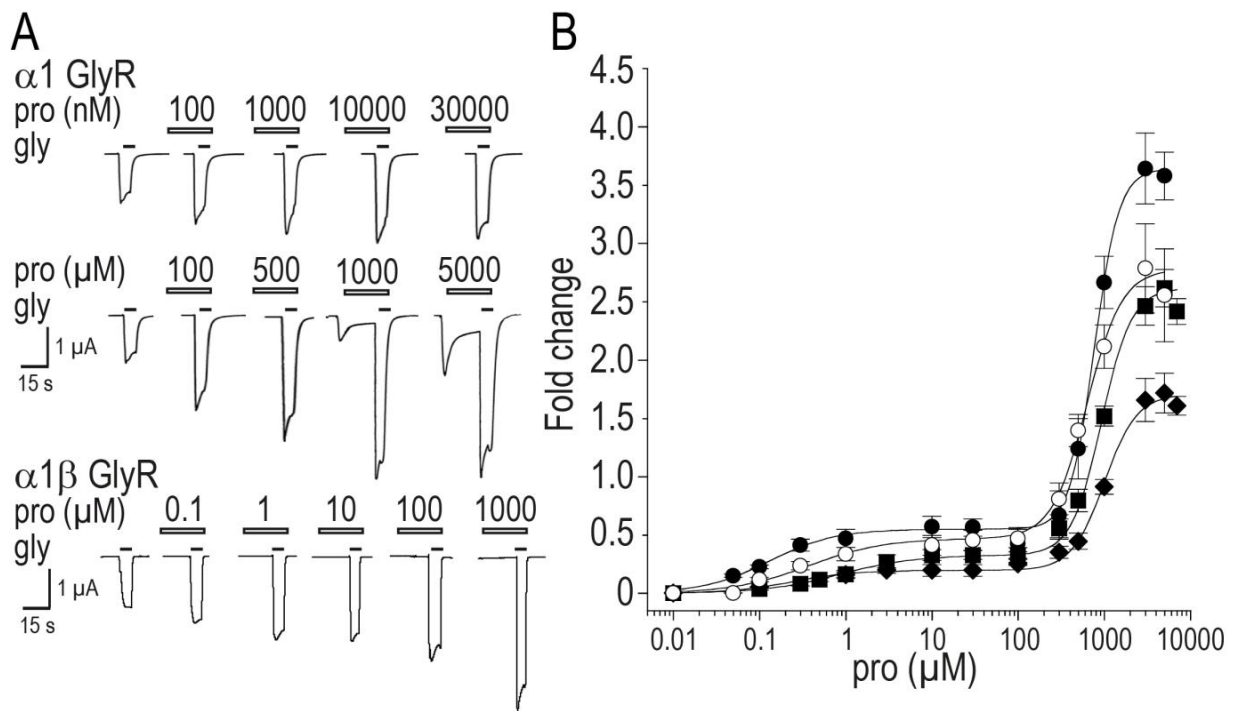 A
α1 GlyR
pro (nM) 100 1000 10000 30000
gly
pro (µM) 100 500 1000 5000
gly
1 µA
15 s
α1β GlyR
pro (µM) 0.1 1 10 100 1000
gly
1 µA
15 s
B
4.5
4.0
3.5
3.0
2.5
2.0
1.5
1.0
0.5
0
Fold change
0.01 0.1 1 10 100 1000 10000
pro (µM)